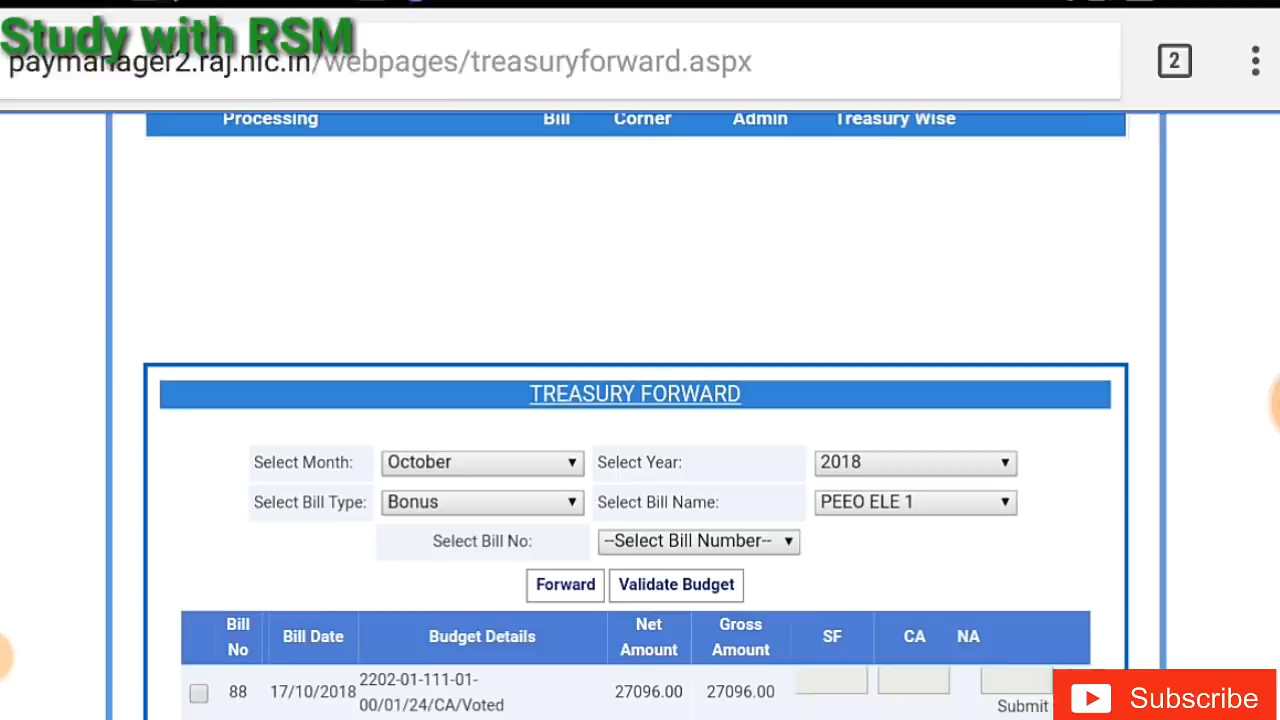 Study with RSM
paymanager2.raj.nic.in/webpages/treasuryforward.aspx
2
Processing Bill Corner Admin Treasury Wise
TREASURY FORWARD
Select Month: October Select Year: 2018
Select Bill Type: Bonus Select Bill Name: PEEO ELE 1
Select Bill No: --Select Bill Number--
Forward Validate Budget
Bill No Bill Date Budget Details Net Amount Gross Amount SF CA NA
88 17/10/2018 2202-01-111-01-
00/01/24/CA/Voted 27096.00 27096.00
Submit
Subscribe